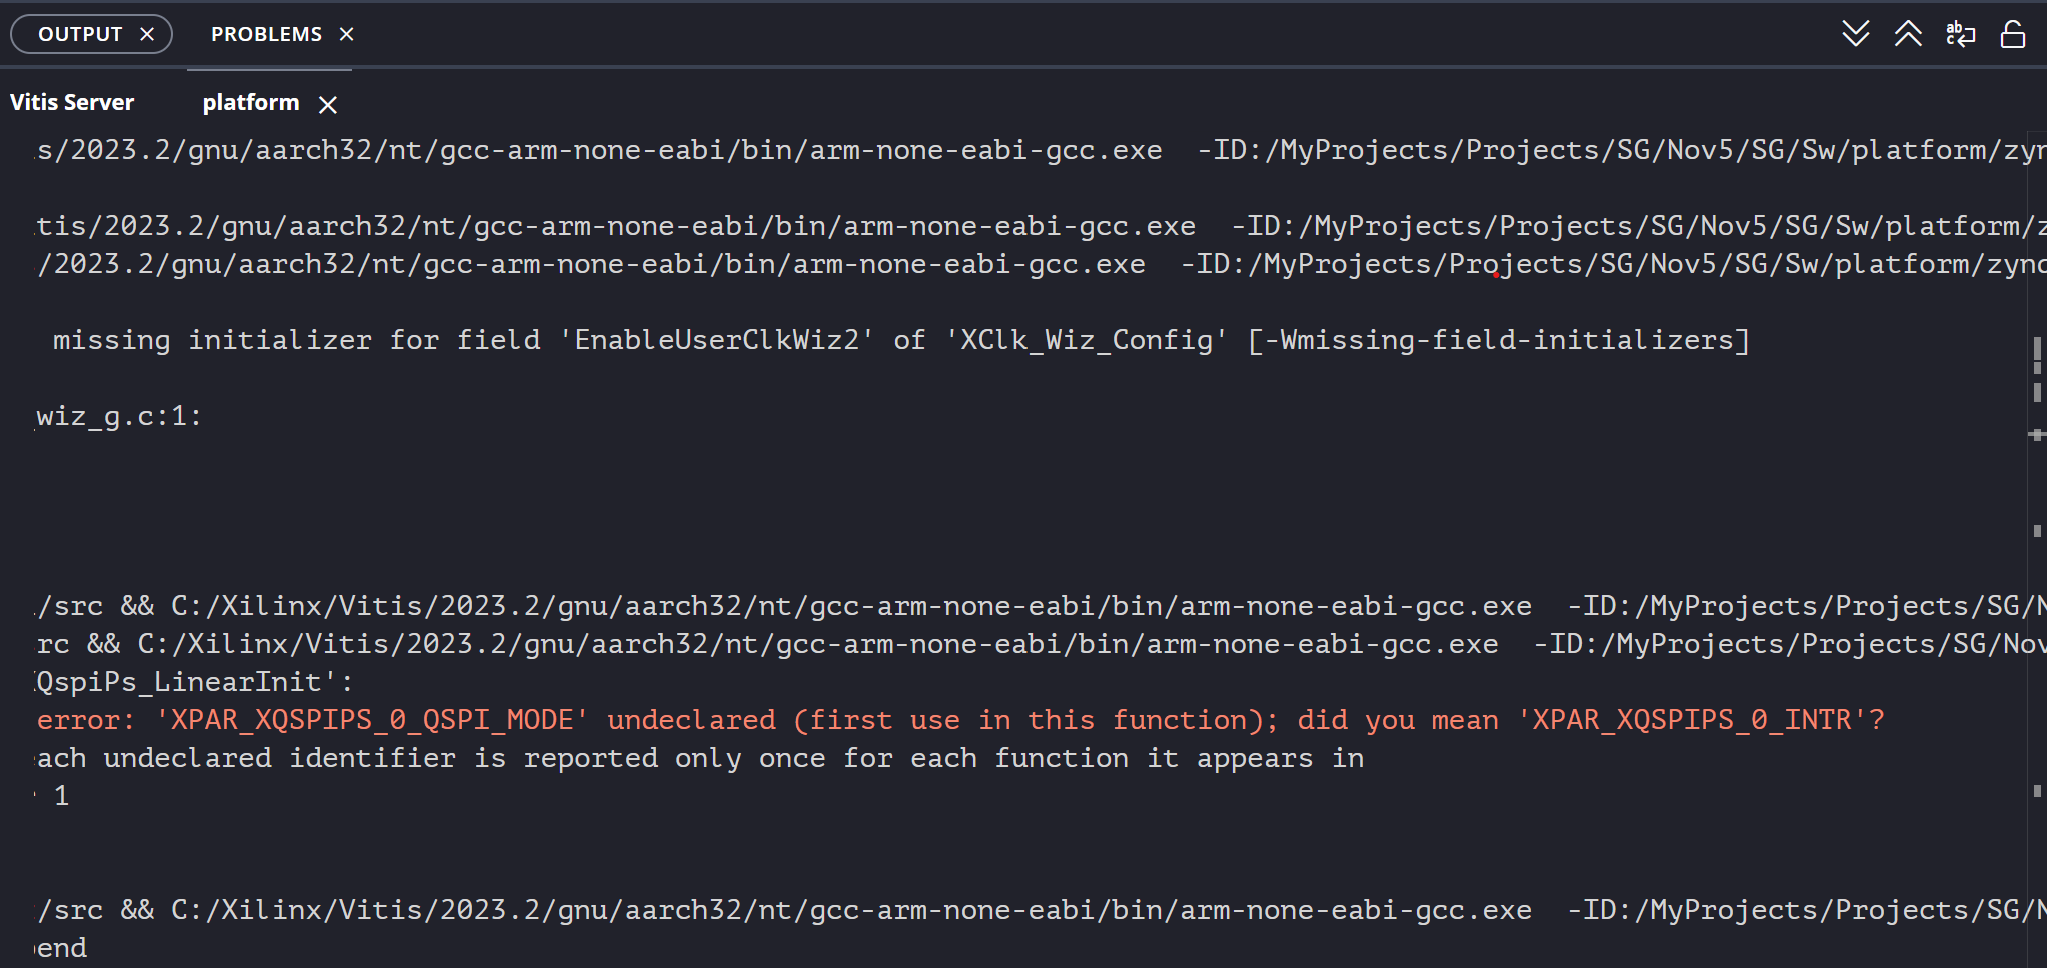 OUTPUT
PROBLEMS
Vitis Server
platform
s/2023.2/gnu/aarch32/nt/gcc-arm-none-eabi/bin/arm-none-eabi-gcc.exe  -ID:/MyProjects/Projects/SG/Nov5/SG/Sw/platform/zyn
tis/2023.2/gnu/aarch32/nt/gcc-arm-none-eabi/bin/arm-none-eabi-gcc.exe  -ID:/MyProjects/Projects/SG/Nov5/SG/Sw/platform/z
/2023.2/gnu/aarch32/nt/gcc-arm-none-eabi/bin/arm-none-eabi-gcc.exe  -ID:/MyProjects/Projects/SG/Nov5/SG/Sw/platform/zync
missing initializer for field 'EnableUserClkWiz2' of 'XClk_Wiz_Config' [-Wmissing-field-initializers]
wiz_g.c:1:
/src && C:/Xilinx/Vitis/2023.2/gnu/aarch32/nt/gcc-arm-none-eabi/bin/arm-none-eabi-gcc.exe  -ID:/MyProjects/Projects/SG/N
rc && C:/Xilinx/Vitis/2023.2/gnu/aarch32/nt/gcc-arm-none-eabi/bin/arm-none-eabi-gcc.exe  -ID:/MyProjects/Projects/SG/Nov
QspiPs_LinearInit':
error: 'XPAR_XQSPIPS_0_QSPI_MODE' undeclared (first use in this function); did you mean 'XPAR_XQSPIPS_0_INTR'?
ach undeclared identifier is reported only once for each function it appears in
1
/src && C:/Xilinx/Vitis/2023.2/gnu/aarch32/nt/gcc-arm-none-eabi/bin/arm-none-eabi-gcc.exe  -ID:/MyProjects/Projects/SG/N
end